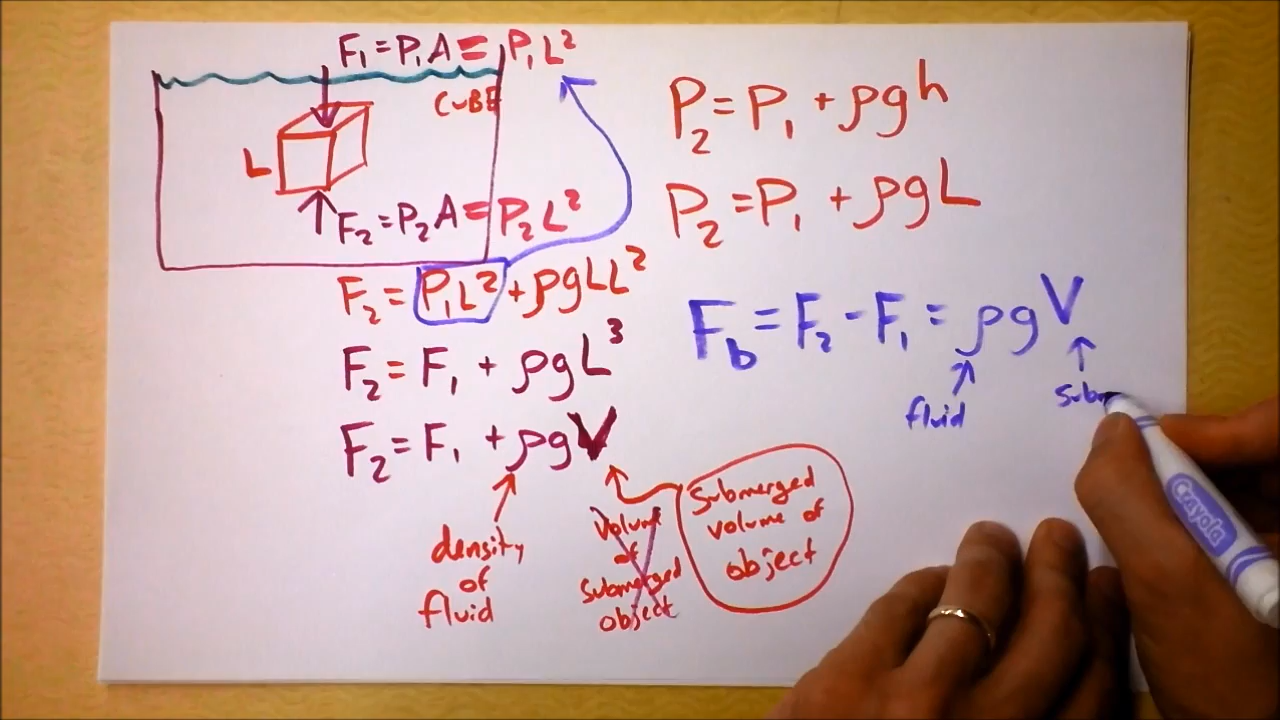 F₁ = P₁A = P₁L²
CUBE
L
F₂ = P₂A = P₂L²
F₂ = P₁L² + ρgLL²
F₂ = F₁ + ρgL³
F₂ = F₁ + ρgV
density
of
fluid
Volume
of
Submerged
object
Submerged
volume of
object
P₂ = P₁ + ρgh
P₂ = P₁ + ρgL
F_b = F₂ - F₁ = ρgV
fluid
subm
Crayola